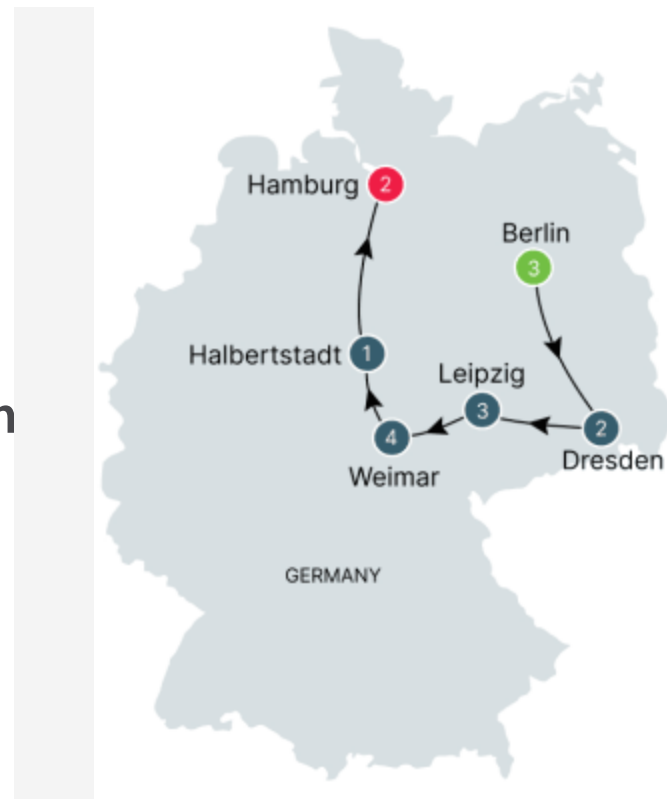 Hamburg 2
Berlin
3
Halbertstadt 1
Leipzig
3
n
4
2
Dresden
Weimar
GERMANY